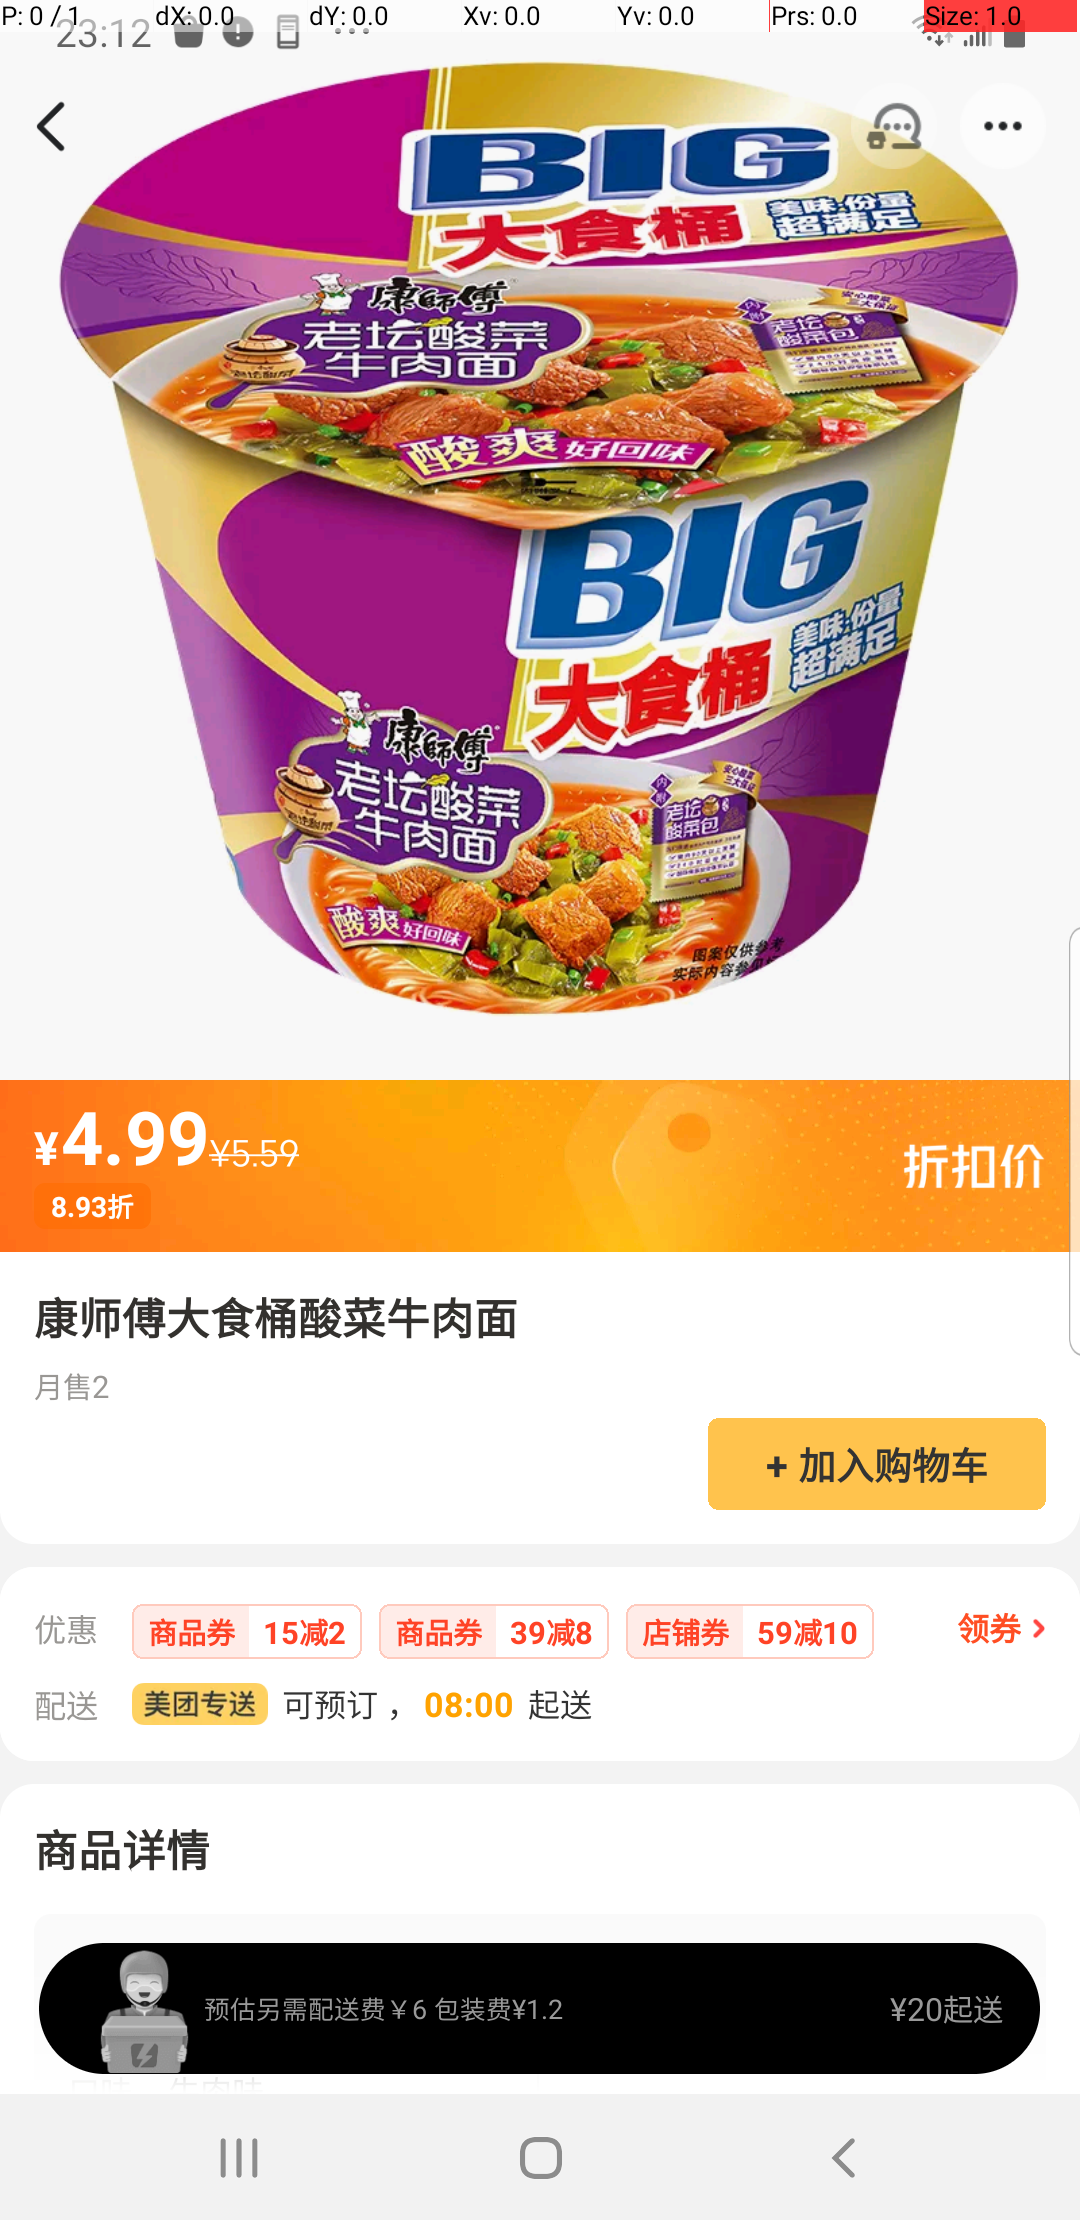 P: 0 / 1 dX: 0.0 dY: 0.0 Xv: 0.0 Yv: 0.0 Prs: 0.0 Size: 1.0
23:12
BIG
大食桶 美味·份量
超满足
康师傅
老坛酸菜
牛肉面
老坛
酸菜包
酸爽好回味
BIG
大食桶 美味·份量
超满足
康师傅
老坛酸菜
牛肉面
老坛
酸菜包
酸爽好回味
图案仅供参考
¥4.99 ¥5.59
8.93折
折扣价
康师傅大食桶酸菜牛肉面
月售2
+ 加入购物车
优惠 商品券 15减2 商品券 39减8 店铺券 59减10 领券
配送 美团专送 可预订， 08:00 起送
商品详情
预估另需配送费￥6 包装费¥1.2 ¥20起送